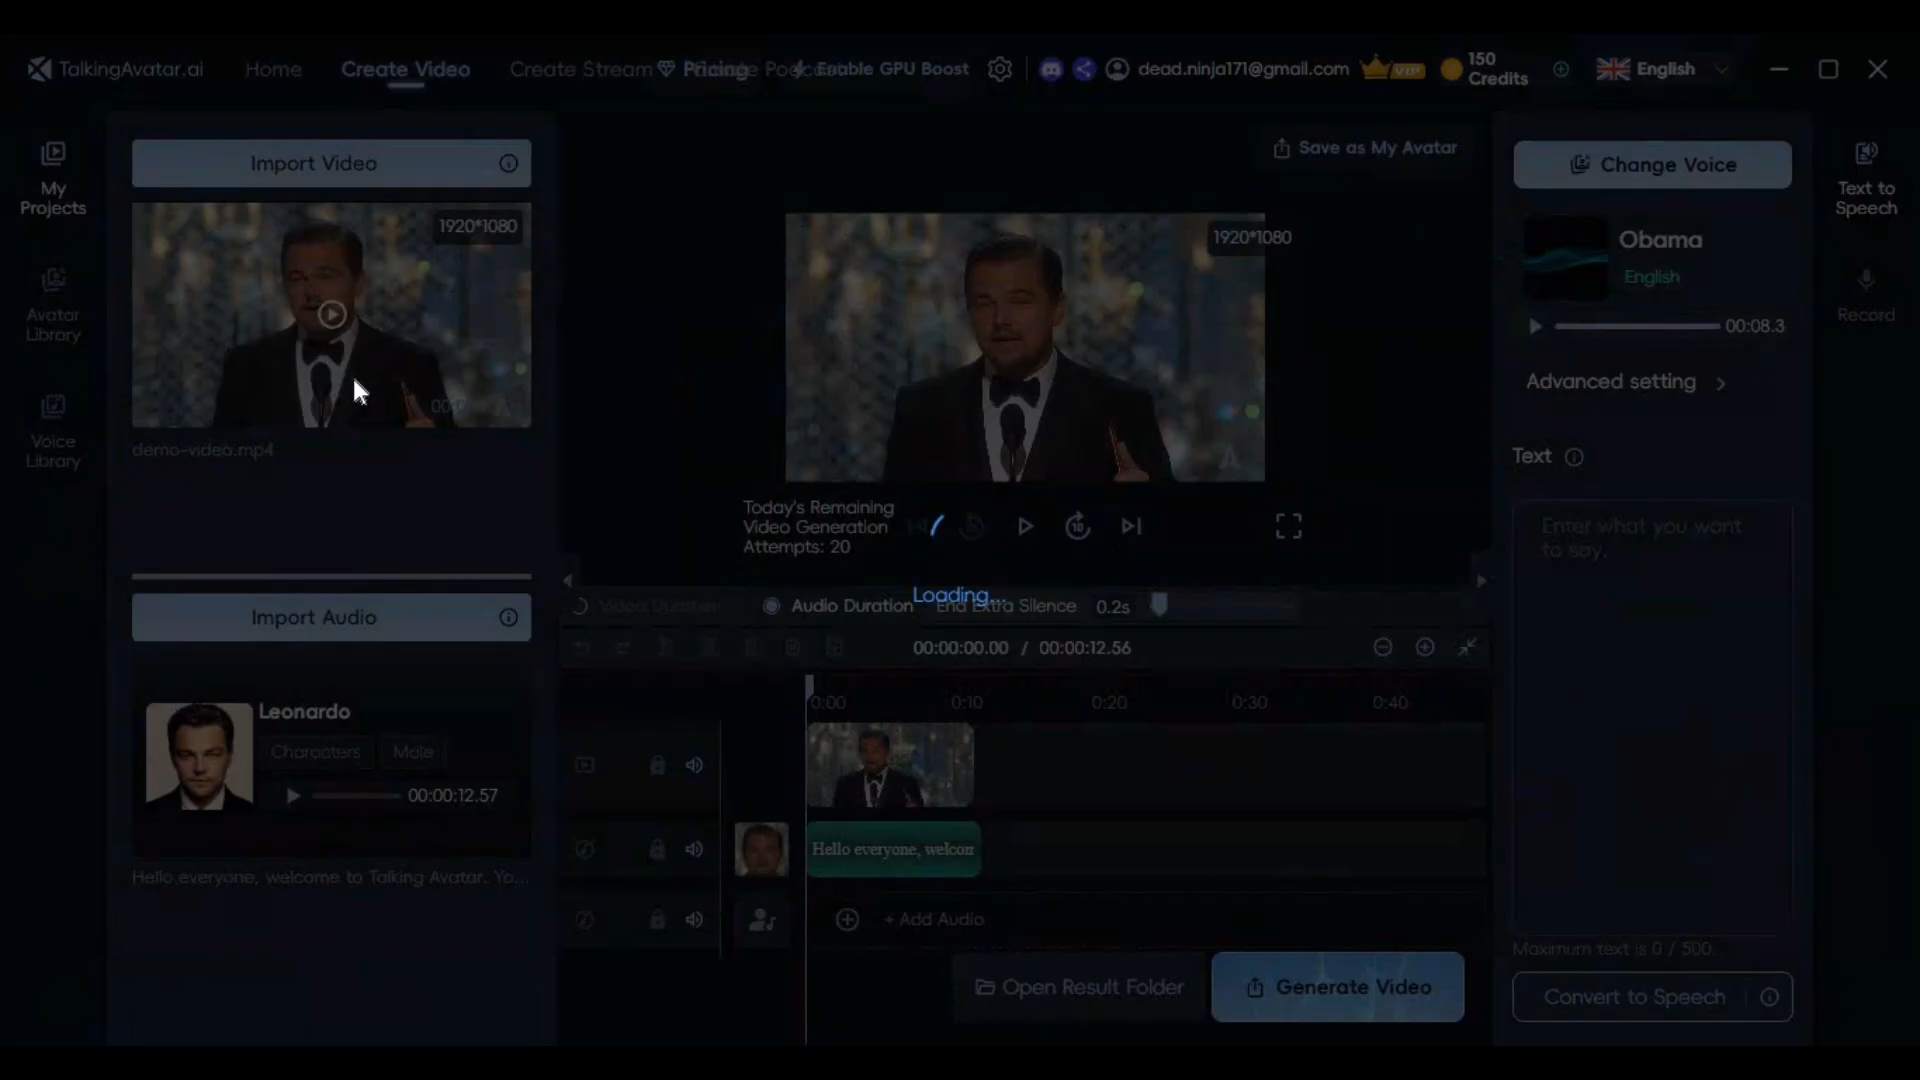 TalkingAvatar.ai
Home
Create Video
Create Stream
Pricing
Enable GPU Boost
dead.ninja171@gmail.com
VIP
150
Credits
English
My
Projects
Avatar
Library
Voice
Library
Import Video
1920*1080
demo-video.mp4
Import Audio
Leonardo
Characters
Male
00:00:12.57
Hello everyone, welcome to Talking Avatar. Yo...
Save as My Avatar
1920*1080
Today's Remaining
Video Generation
Attempts: 20
10
Loading...
Video Duration
Audio Duration
End Extra Silence
0.2s
00:00:00.00 / 00:00:12.56
0:00
0:10
0:20
0:30
0:40
Hello everyone, welcom
+ Add Audio
Open Result Folder
Generate Video
Change Voice
Obama
English
00:08.3
Advanced setting
Text
Enter what you want
to say.
Maximum text is 0 / 500.
Convert to Speech
Text to
Speech
Record